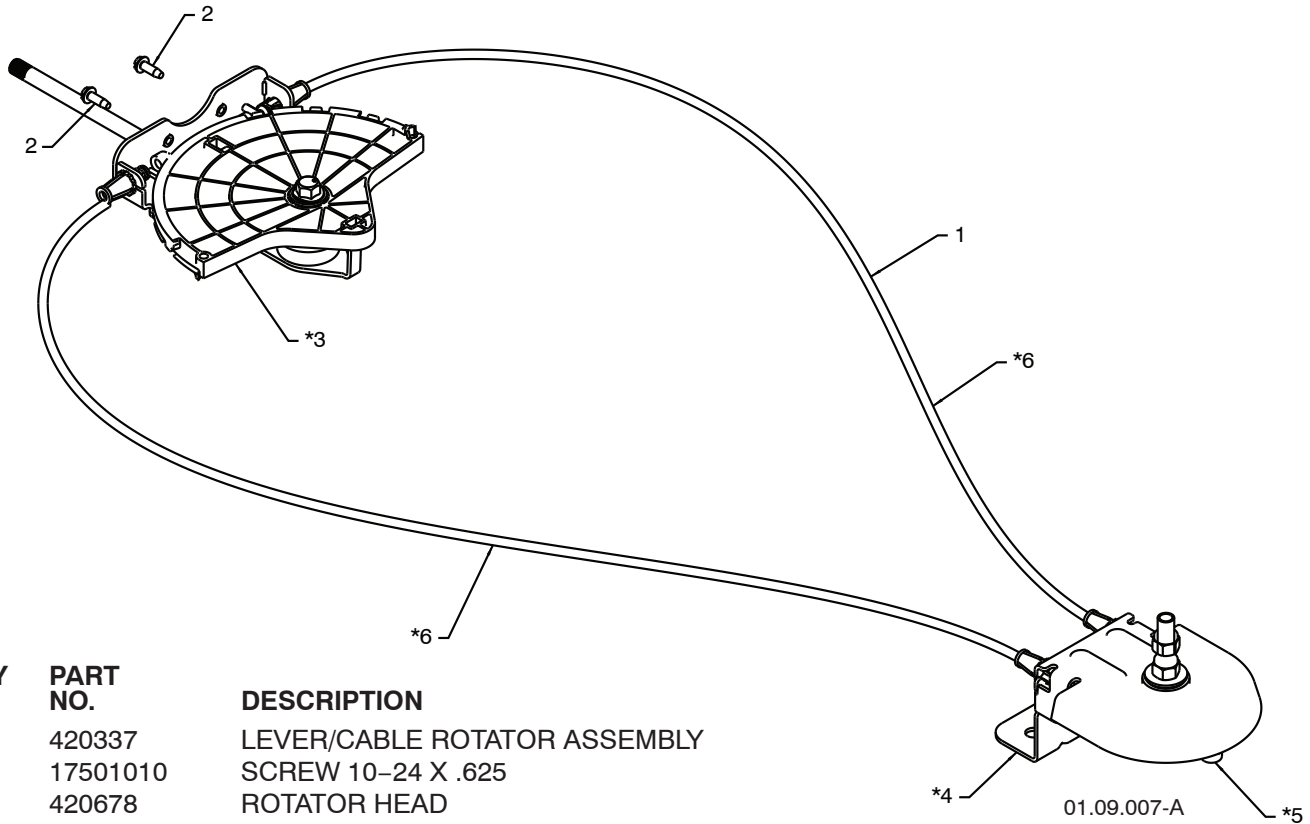 2
2
1
*3
*6
*6
Y PART
NO. DESCRIPTION
420337 LEVER/CABLE ROTATOR ASSEMBLY
17501010 SCREW 10–24 X .625
420678 ROTATOR HEAD
*4
01.09.007-A
*5